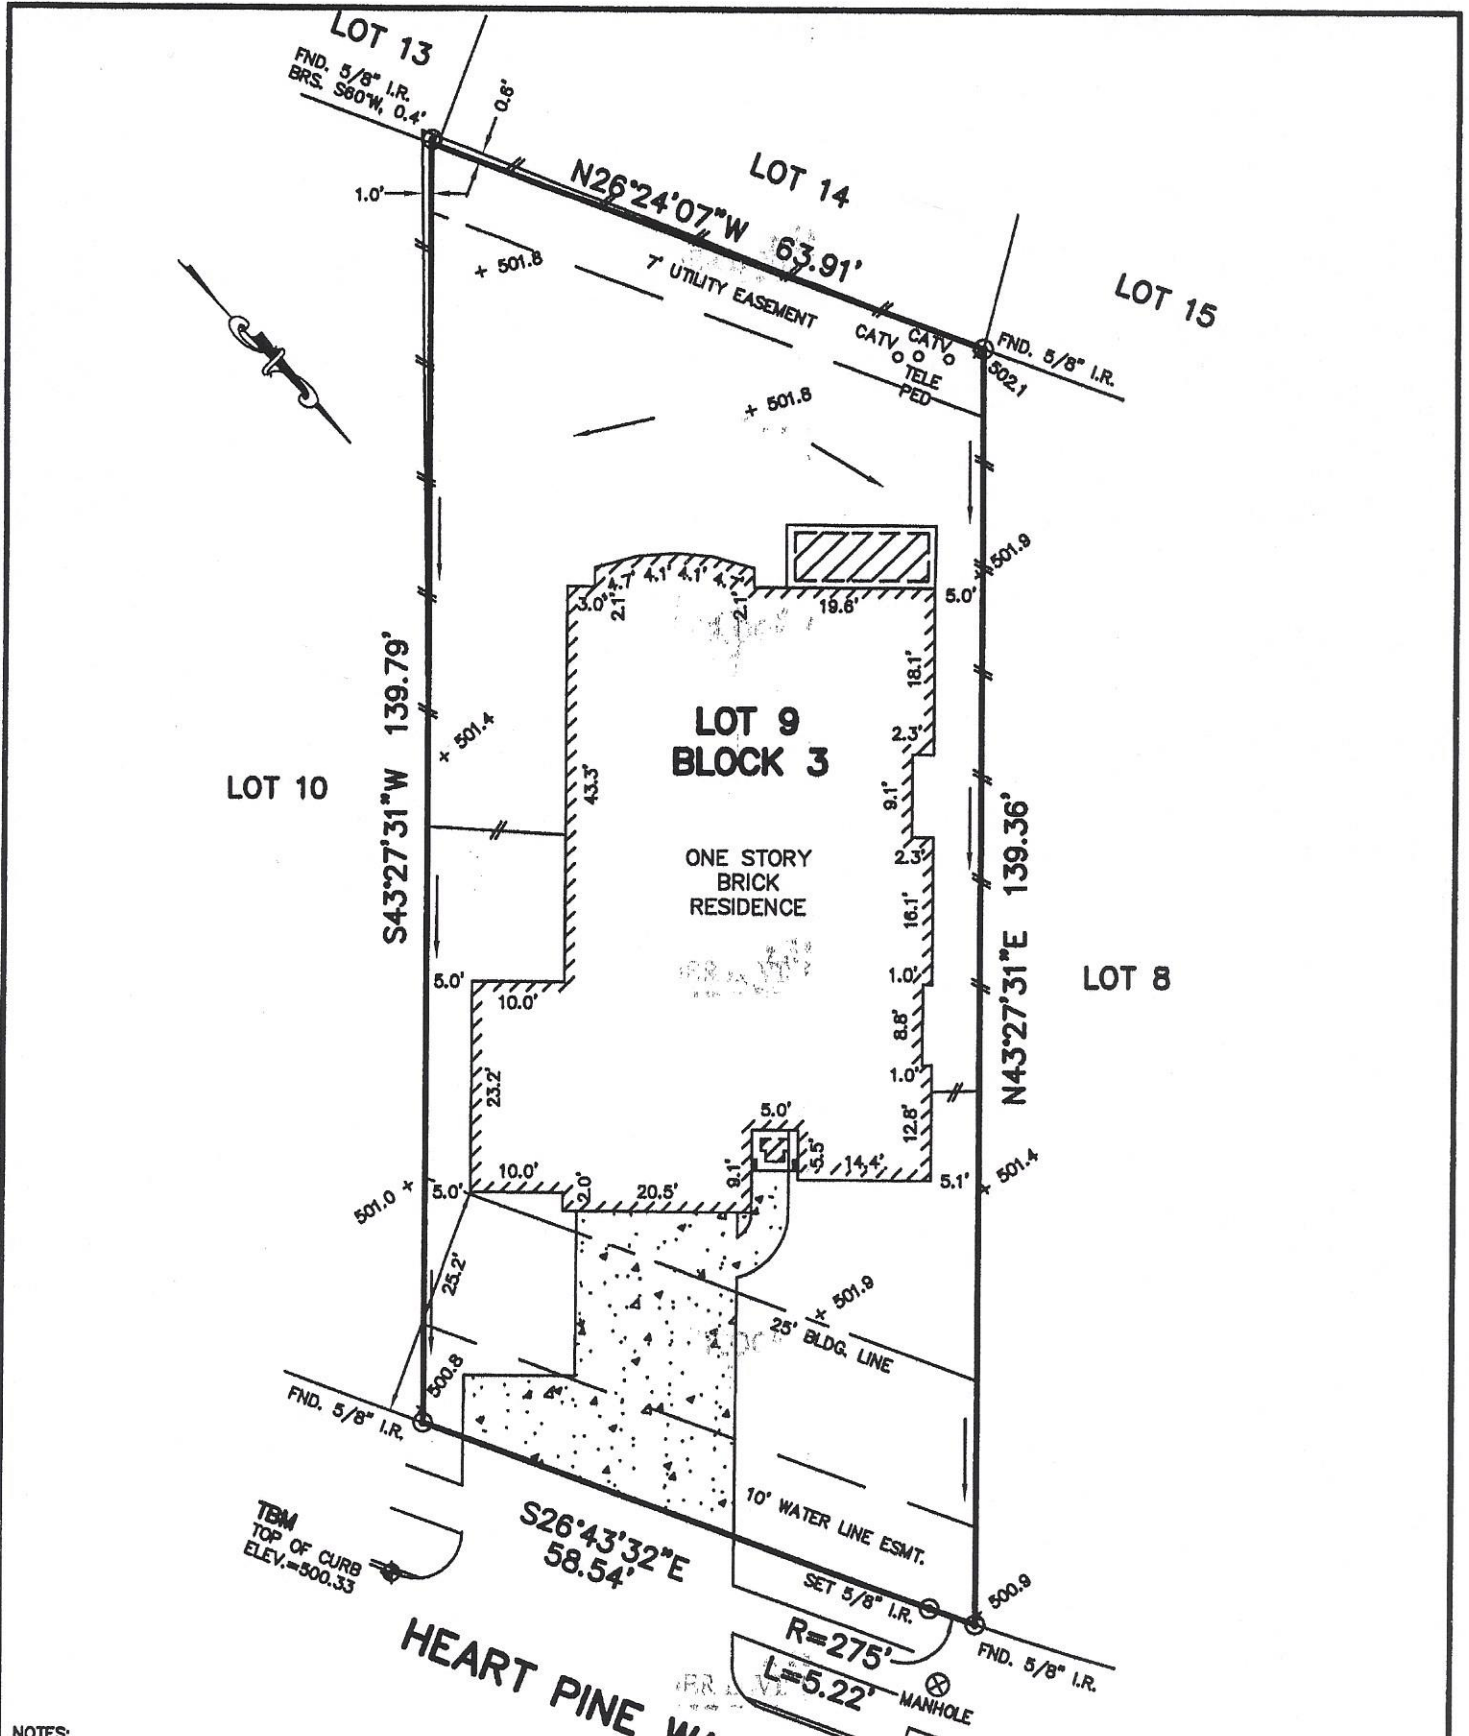 LOT 13
FND. 5/8" I.R.
BRS. S60°W, 0.4'
0.6'
1.0'
LOT 14
N26°24'07"W 63.91'
7' UTILITY EASEMENT
LOT 15
CATV
CATV
TELE
PED
FND. 5/8" I.R.
502.1
+ 501.8
+ 501.8
501.9
3.0'
2.1'
4.7'
4.1'
4.1'
4.7'
2.1'
19.6'
5.0'
18.1'
LOT 9
BLOCK 3
2.3'
9.1'
2.3'
S43°27'31"W 139.79'
501.4
43.3'
LOT 10
ONE STORY
BRICK
RESIDENCE
16.1'
N43°27'31"E 139.36'
LOT 8
5.0'
10.0'
1.0'
8.8'
1.0'
23.2'
5.0'
12.8'
9.1'
5.5'
14.4'
5.1'
501.4
501.0
5.0'
10.0'
2.0'
20.5'
25.2'
501.9
25' BLDG. LINE
500.8
FND. 5/8" I.R.
TBM
TOP OF CURB
ELEV.=500.33
S26°43'32"E
58.54'
10' WATER LINE ESMT.
SET 5/8" I.R.
500.9
FND. 5/8" I.R.
R=275'
L=5.22'
MANHOLE
HEART PINE
NOTES: